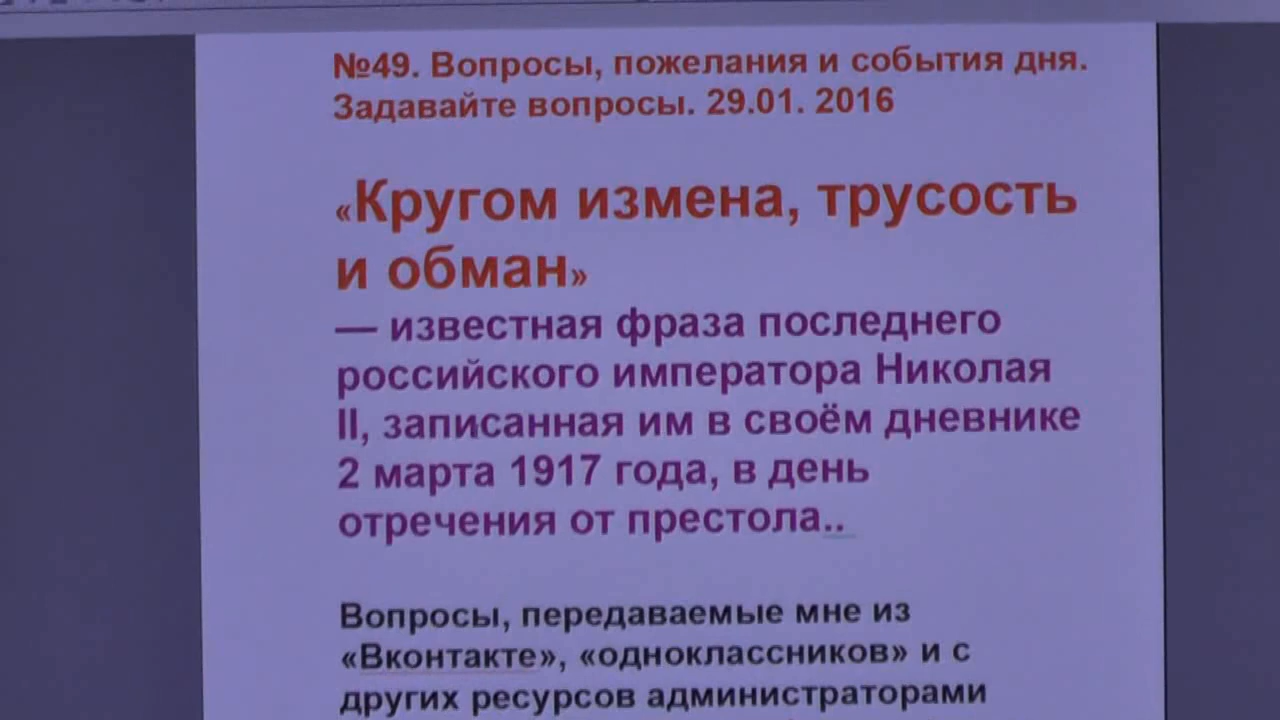 №49. Вопросы, пожелания и события дня.
Задавайте вопросы. 29.01. 2016
«Кругом измена, трусость
и обман»
— известная фраза последнего
российского императора Николая
II, записанная им в своём дневнике
2 марта 1917 года, в день
отречения от престола..
Вопросы, передаваемые мне из
«Вконтакте», «одноклассников» и с
других ресурсов администраторами